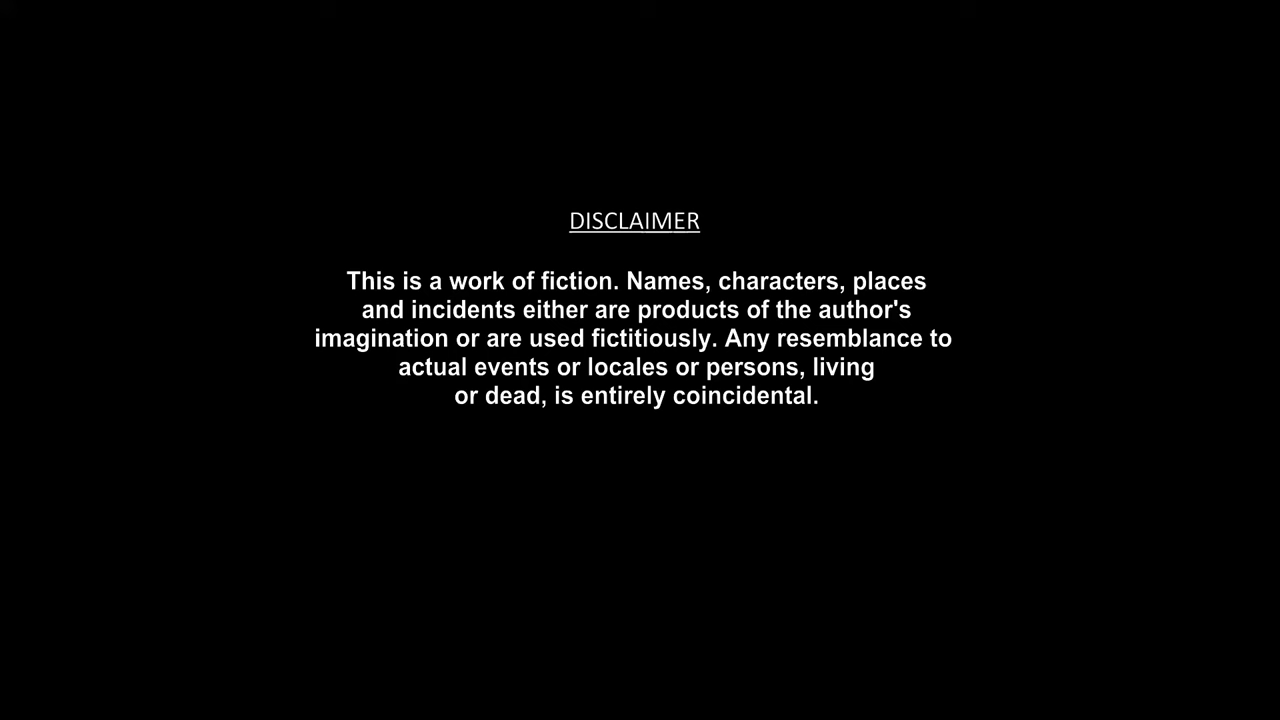 DISCLAIMER
This is a work of fiction. Names, characters, places
and incidents either are products of the author's
imagination or are used fictitiously. Any resemblance to
actual events or locales or persons, living
or dead, is entirely coincidental.